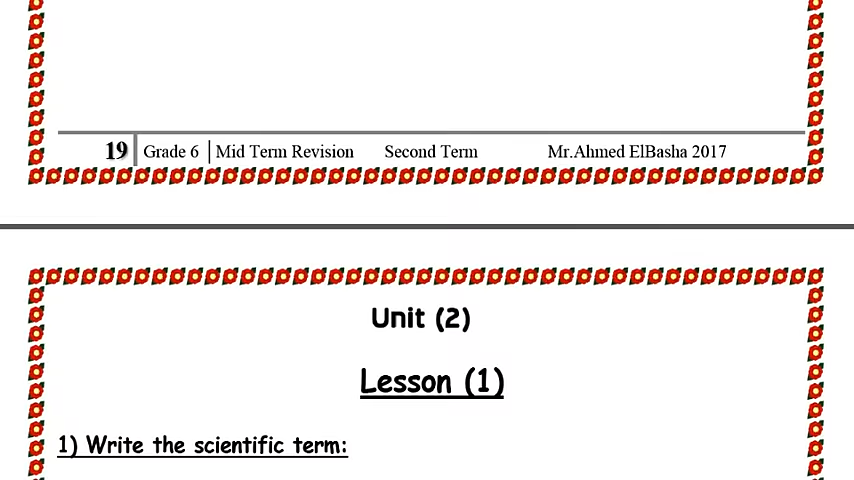 19 Grade 6 Mid Term Revision Second Term Mr.Ahmed ElBasha 2017
Unit (2)
Lesson (1)
1) Write the scientific term: